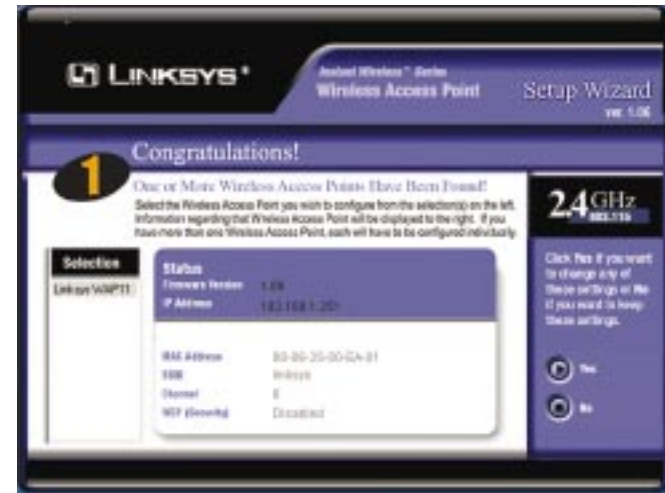 LINKSYS®
Instant Wireless™ Series
Wireless Access Point
Setup Wizard
ver. 1.06
1
Congratulations!
One or More Wireless Access Points Have Been Found!
Select the Wireless Access Point you wish to configure from the selection(s) on the left.
Information regarding that Wireless Access Point will be displayed to the right. If you
have more than one Wireless Access Point, each will have to be configured individually.
2.4GHz
802.11b
Selection
Linksys WAP11
Status
Firmware Version 1.06
IP Address
MAC Address
SSID linksys
Channel 6
WEP (Security) Disabled
Click Yes if you want
to change any of
these settings or No
if you want to keep
these settings.
Yes
No